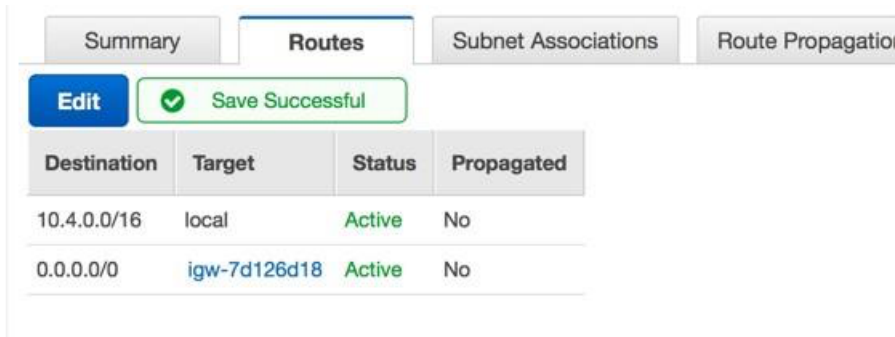 Summary Routes Subnet Associations Route Propagation
Edit Save Successful
Destination Target Status Propagated
10.4.0.0/16 local Active No
0.0.0.0/0 igw-7d126d18 Active No